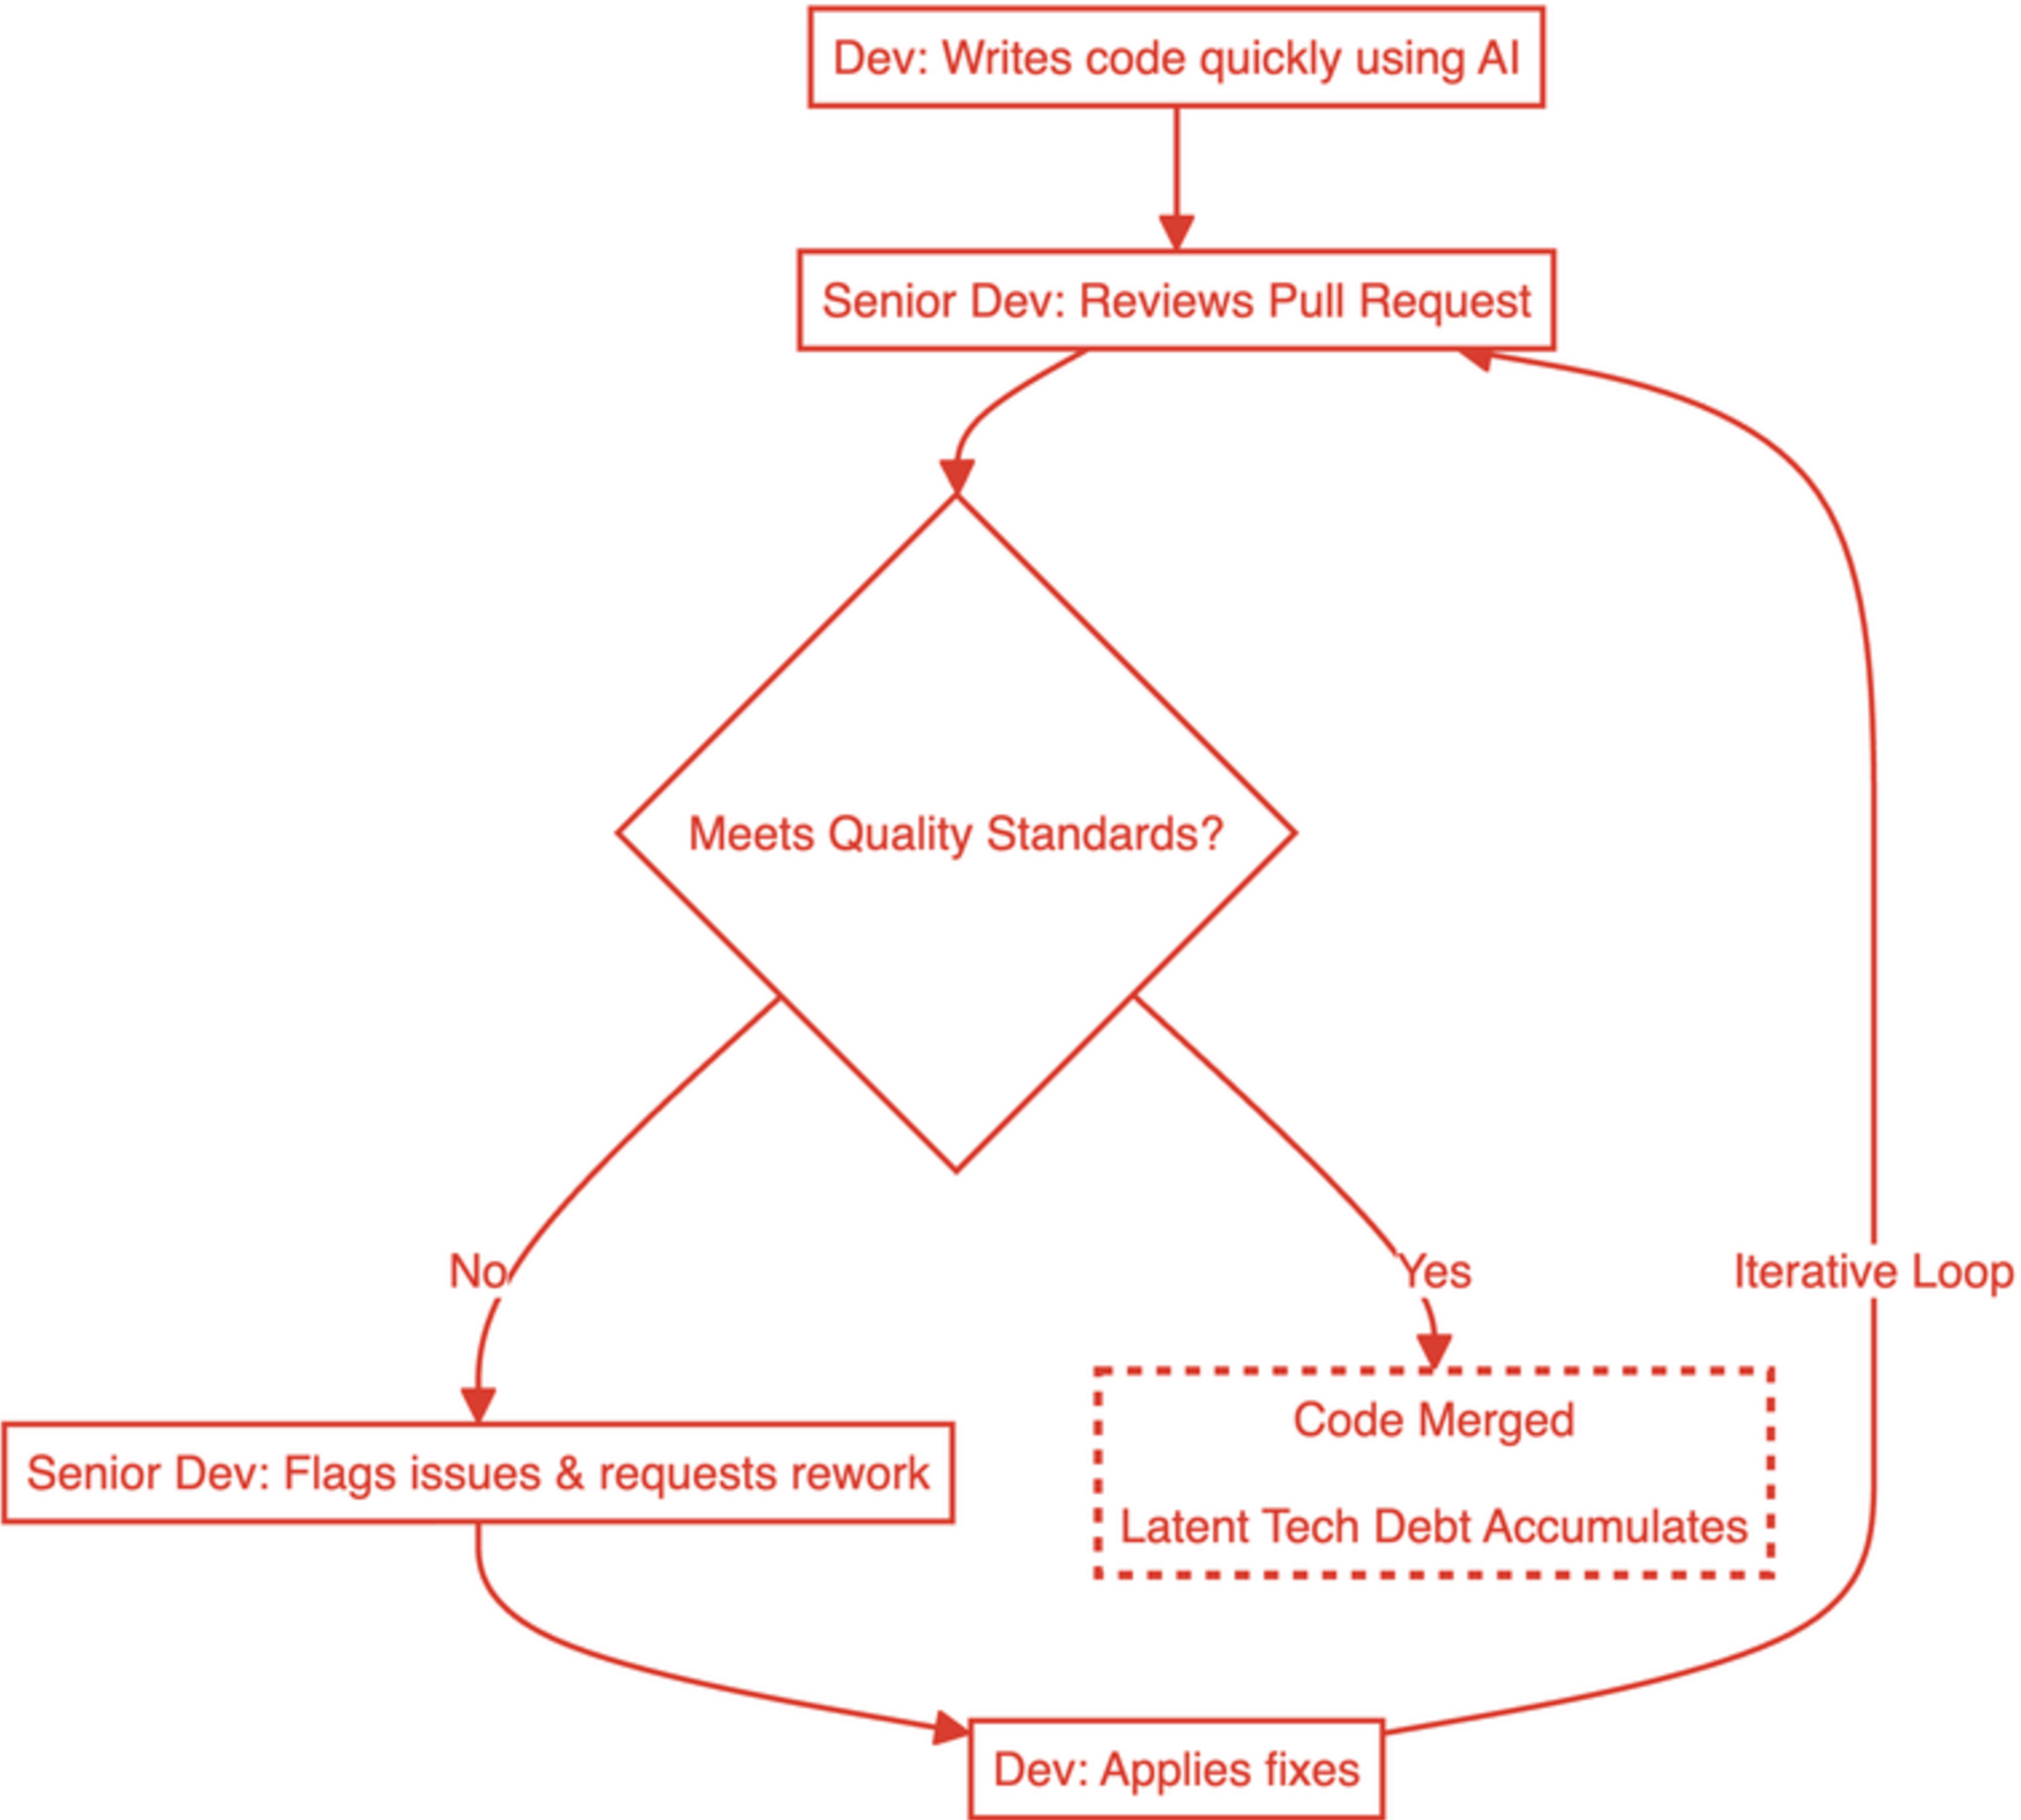 Dev: Writes code quickly using AI
Senior Dev: Reviews Pull Request
Meets Quality Standards?
No
Yes
Iterative Loop
Code Merged
Latent Tech Debt Accumulates
Senior Dev: Flags issues & requests rework
Dev: Applies fixes